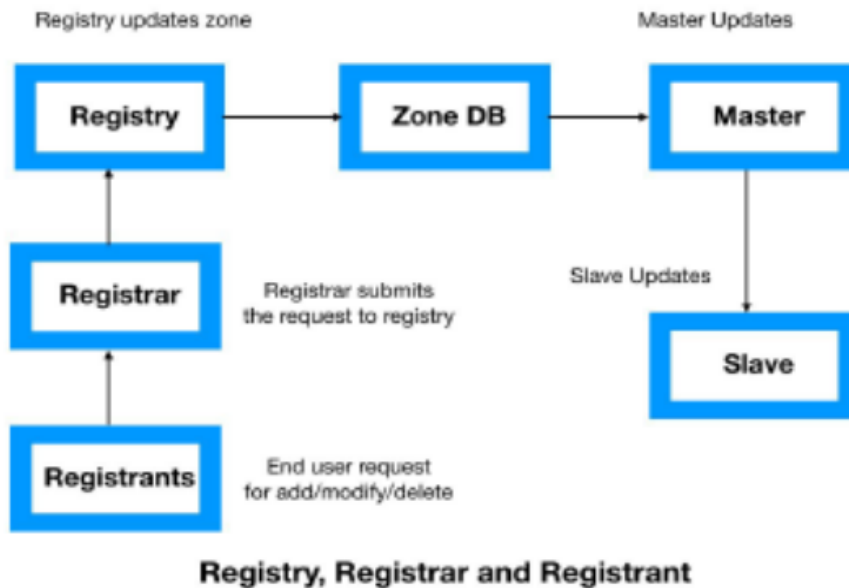 Registry updates zone
Master Updates
Registry
Zone DB
Master
Registrar
Registrar submits
the request to registry
Slave Updates
Slave
Registrants
End user request
for add/modify/delete
Registry, Registrar and Registrant